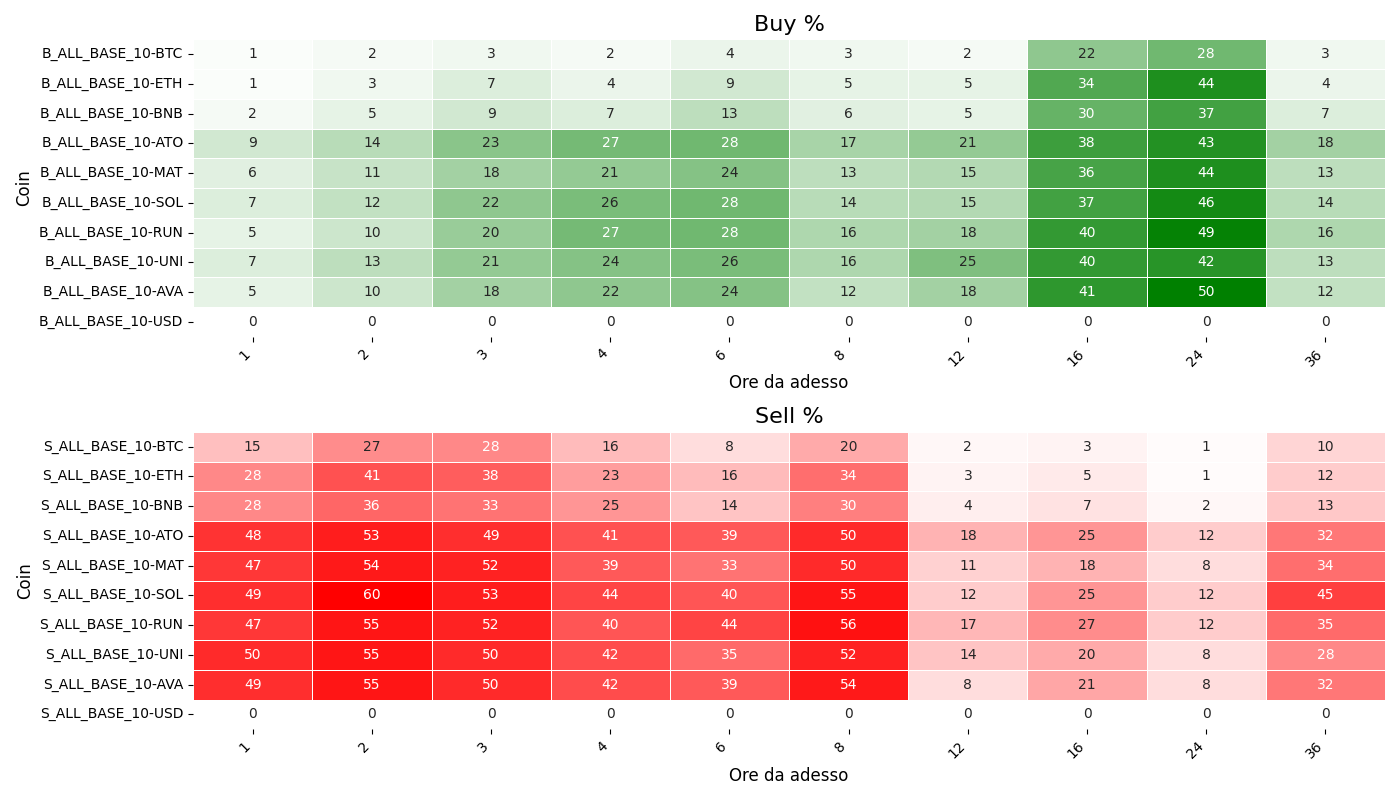 Buy %
B_ALL_BASE_10-BTC 1 2 3 2 4 3 2 22 28 3
B_ALL_BASE_10-ETH 1 3 7 4 9 5 5 34 44 4
B_ALL_BASE_10-BNB 2 5 9 7 13 6 5 30 37 7
B_ALL_BASE_10-ATO 9 14 23 27 28 17 21 38 43 18
B_ALL_BASE_10-MAT 6 11 18 21 24 13 15 36 44 13
B_ALL_BASE_10-SOL 7 12 22 26 28 14 15 37 46 14
B_ALL_BASE_10-RUN 5 10 20 27 28 16 18 40 49 16
B_ALL_BASE_10-UNI 7 13 21 24 26 16 25 40 42 13
B_ALL_BASE_10-AVA 5 10 18 22 24 12 18 41 50 12
B_ALL_BASE_10-USD 0 0 0 0 0 0 0 0 0 0
Coin
1 2 3 4 6 8 12 16 24 36
Ore da adesso
Sell %
S_ALL_BASE_10-BTC 15 27 28 16 8 20 2 3 1 10
S_ALL_BASE_10-ETH 28 41 38 23 16 34 3 5 1 12
S_ALL_BASE_10-BNB 28 36 33 25 14 30 4 7 2 13
S_ALL_BASE_10-ATO 48 53 49 41 39 50 18 25 12 32
S_ALL_BASE_10-MAT 47 54 52 39 33 50 11 18 8 34
S_ALL_BASE_10-SOL 49 60 53 44 40 55 12 25 12 45
S_ALL_BASE_10-RUN 47 55 52 40 44 56 17 27 12 35
S_ALL_BASE_10-UNI 50 55 50 42 35 52 14 20 8 28
S_ALL_BASE_10-AVA 49 55 50 42 39 54 8 21 8 32
S_ALL_BASE_10-USD 0 0 0 0 0 0 0 0 0 0
Coin
1 2 3 4 6 8 12 16 24 36
Ore da adesso